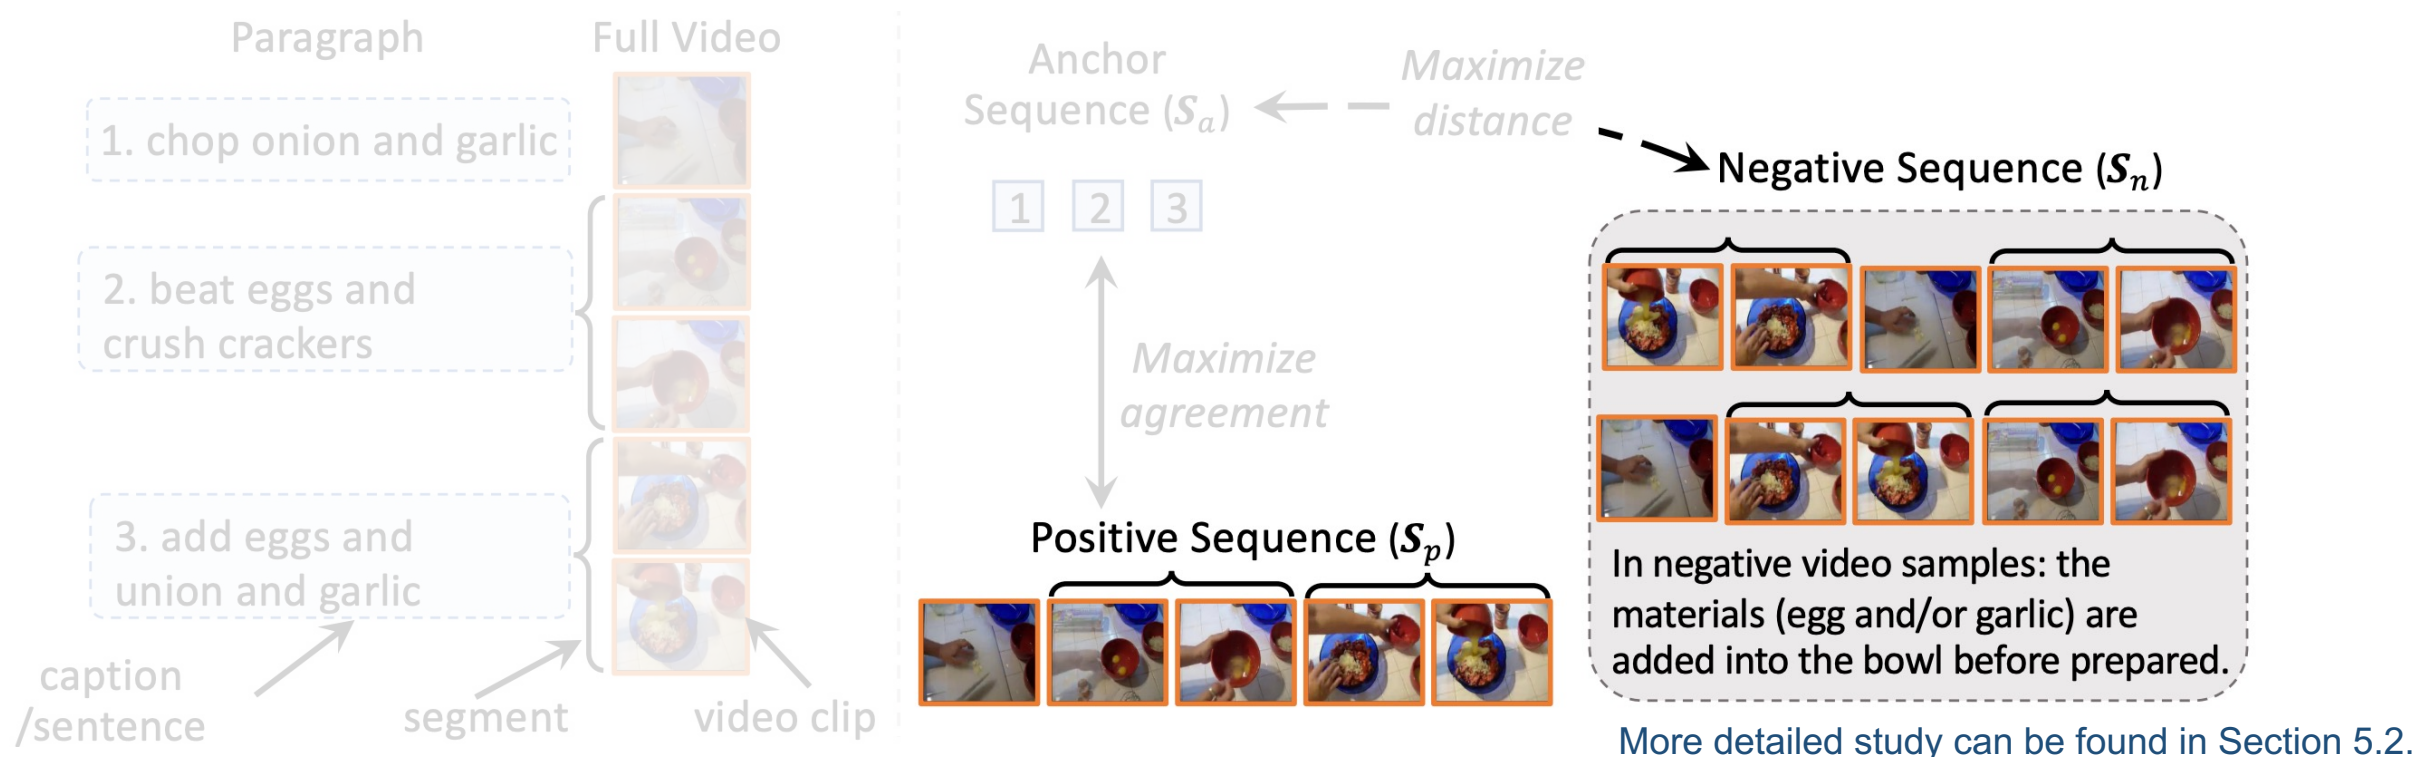 Paragraph
Full Video
1. chop onion and garlic
2. beat eggs and
crush crackers
3. add eggs and
union and garlic
caption
/sentence
segment
video clip
Anchor
Sequence (Sₐ)
1 2 3
Maximize
distance
Maximize
agreement
Positive Sequence (Sₚ)
Negative Sequence (Sₙ)
In negative video samples: the
materials (egg and/or garlic) are
added into the bowl before prepared.
More detailed study can be found in Section 5.2.